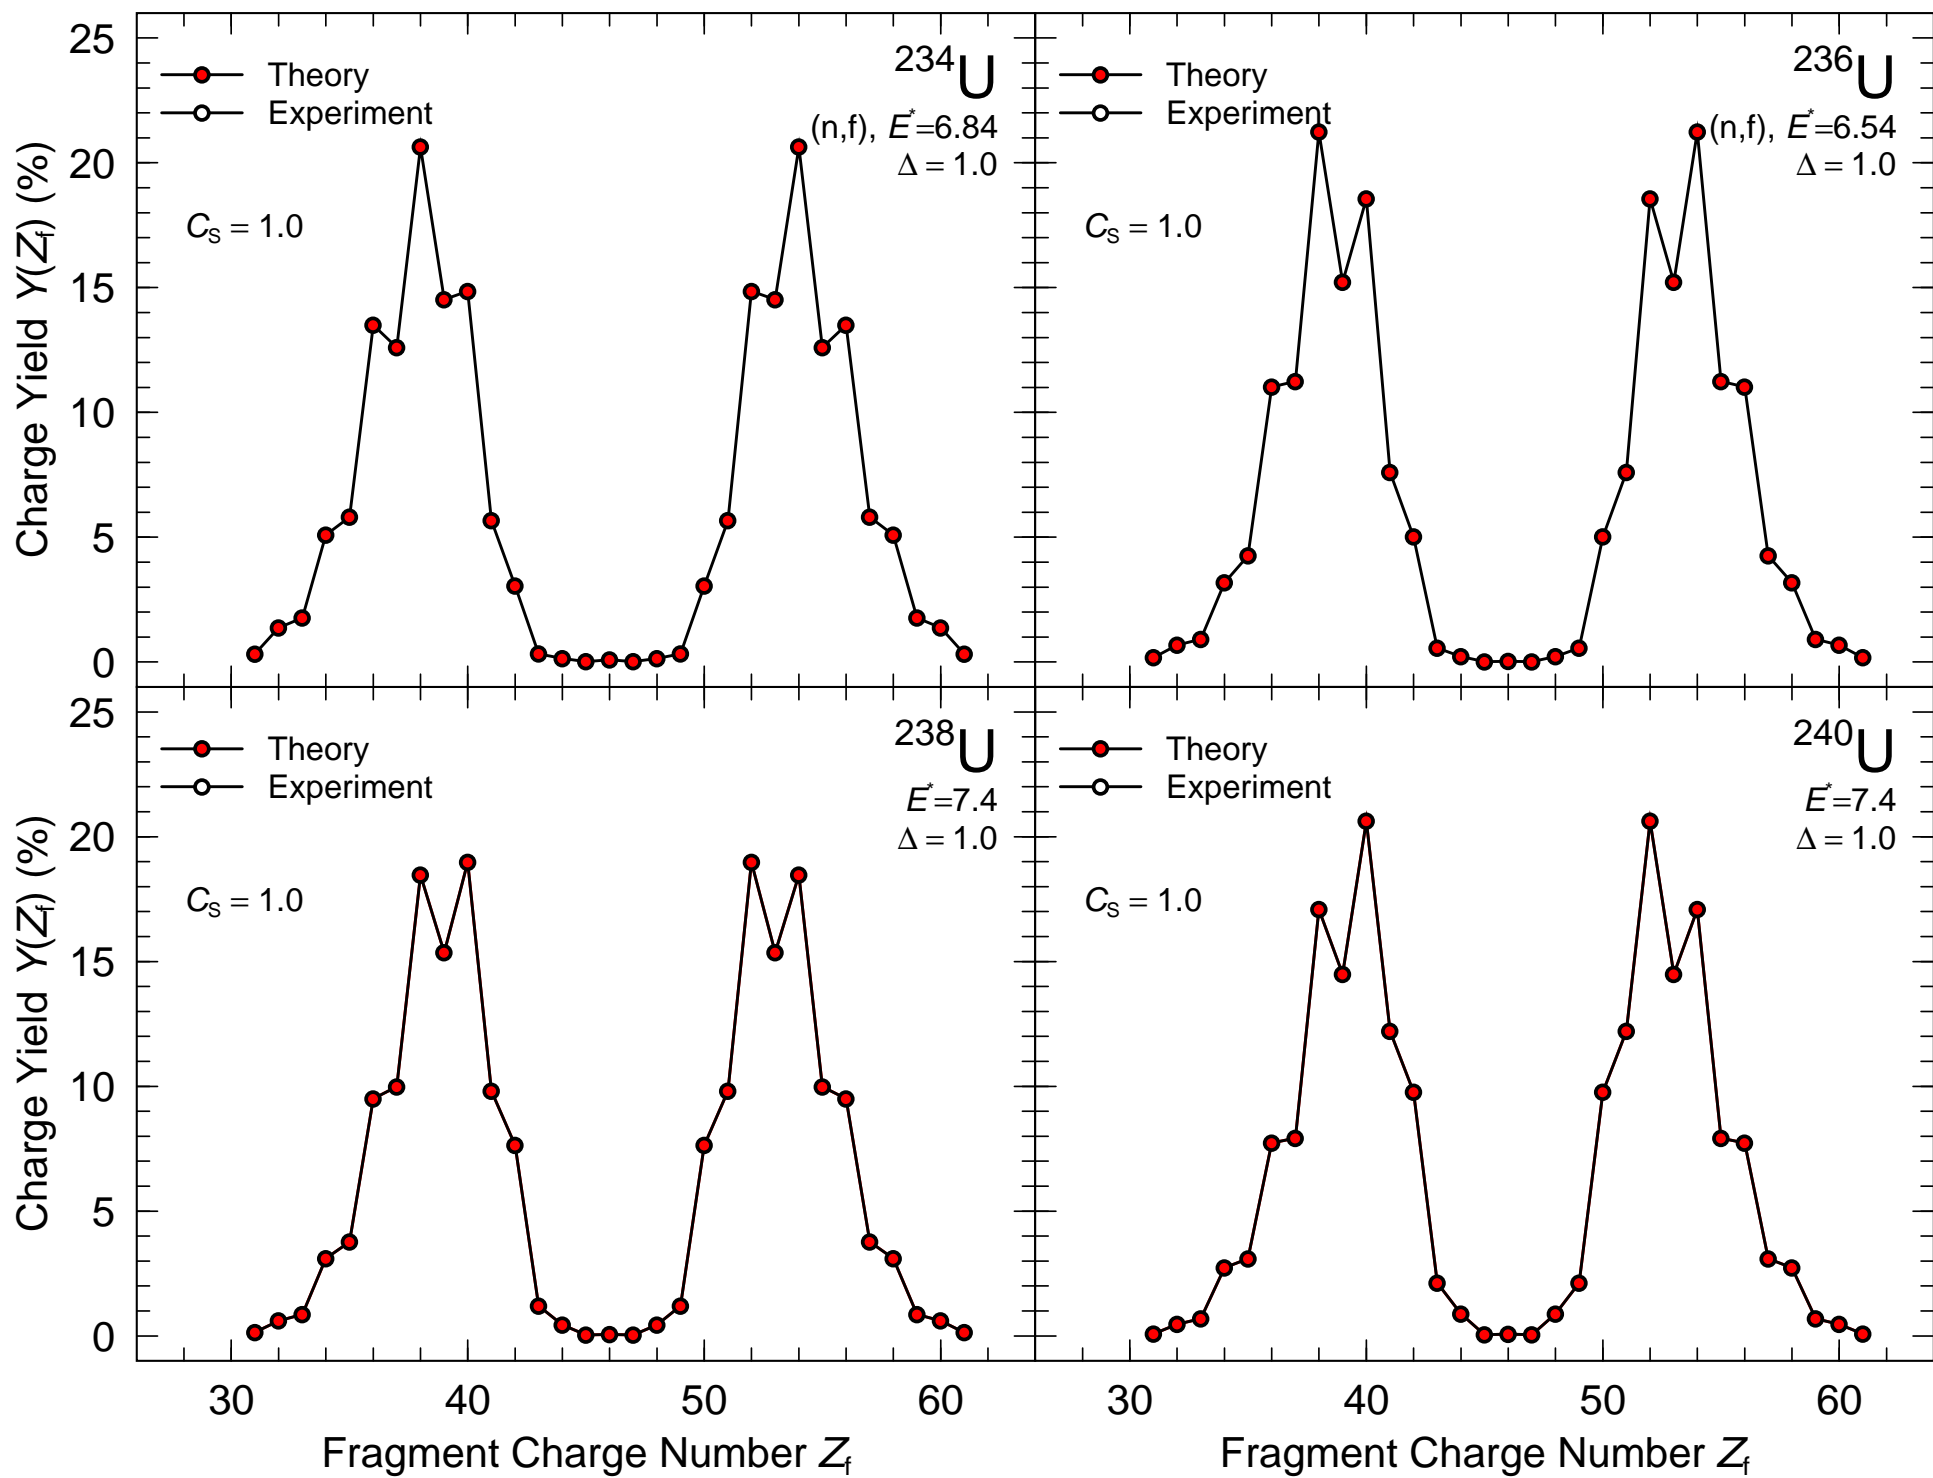 25
20
15
10
5
0
Charge Yield Y(Zf) (%)
Theory
Experiment
234U
(n,f), E*=6.84
Δ = 1.0
CS = 1.0
Theory
Experiment
236U
(n,f), E*=6.54
Δ = 1.0
CS = 1.0
25
20
15
10
5
0
Charge Yield Y(Zf) (%)
Theory
Experiment
238U
E*=7.4
Δ = 1.0
CS = 1.0
Theory
Experiment
240U
E*=7.4
Δ = 1.0
CS = 1.0
30 40 50 60
30 40 50 60
Fragment Charge Number Zf
Fragment Charge Number Zf